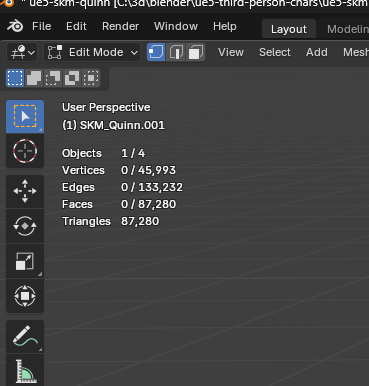 * ue5-skm-quinn [C:\3d\blender\ue5-third-person-chars\ue5-skm
File Edit Render Window Help Layout Modelin
Edit Mode View Select Add Mesh
User Perspective
(1) SKM_Quinn.001
Objects 1 / 4
Vertices 0 / 45,993
Edges 0 / 133,232
Faces 0 / 87,280
Triangles 87,280